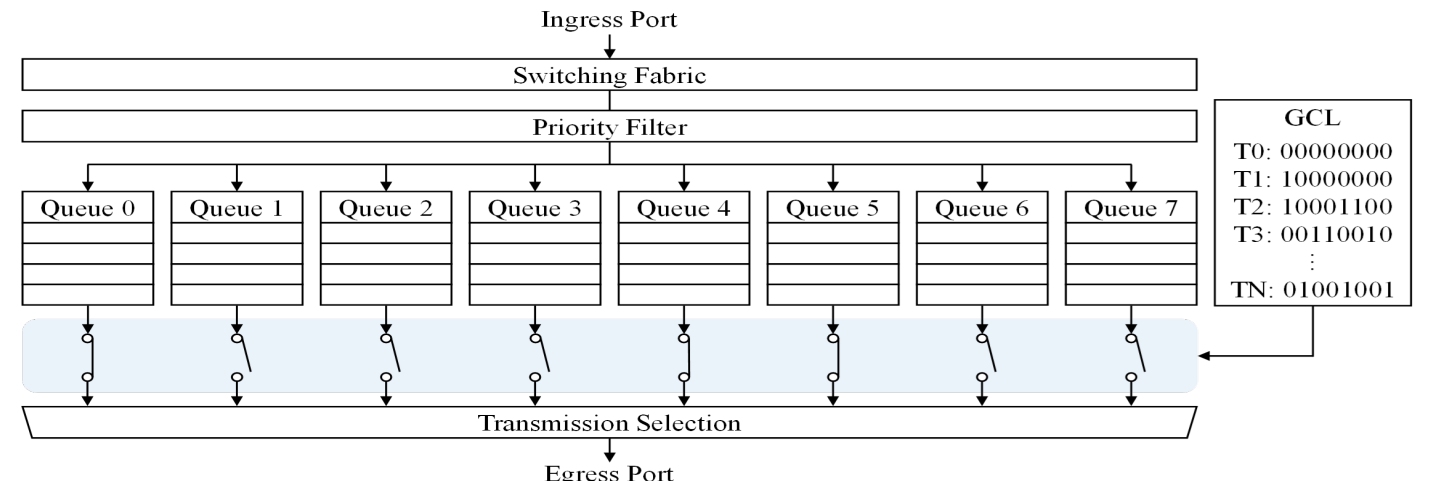 Ingress Port
Switching Fabric
Priority Filter
Queue 0
Queue 1
Queue 2
Queue 3
Queue 4
Queue 5
Queue 6
Queue 7
GCL
T0: 00000000
T1: 10000000
T2: 10001100
T3: 00110010
⋮
TN: 01001001
Transmission Selection
Egress Port